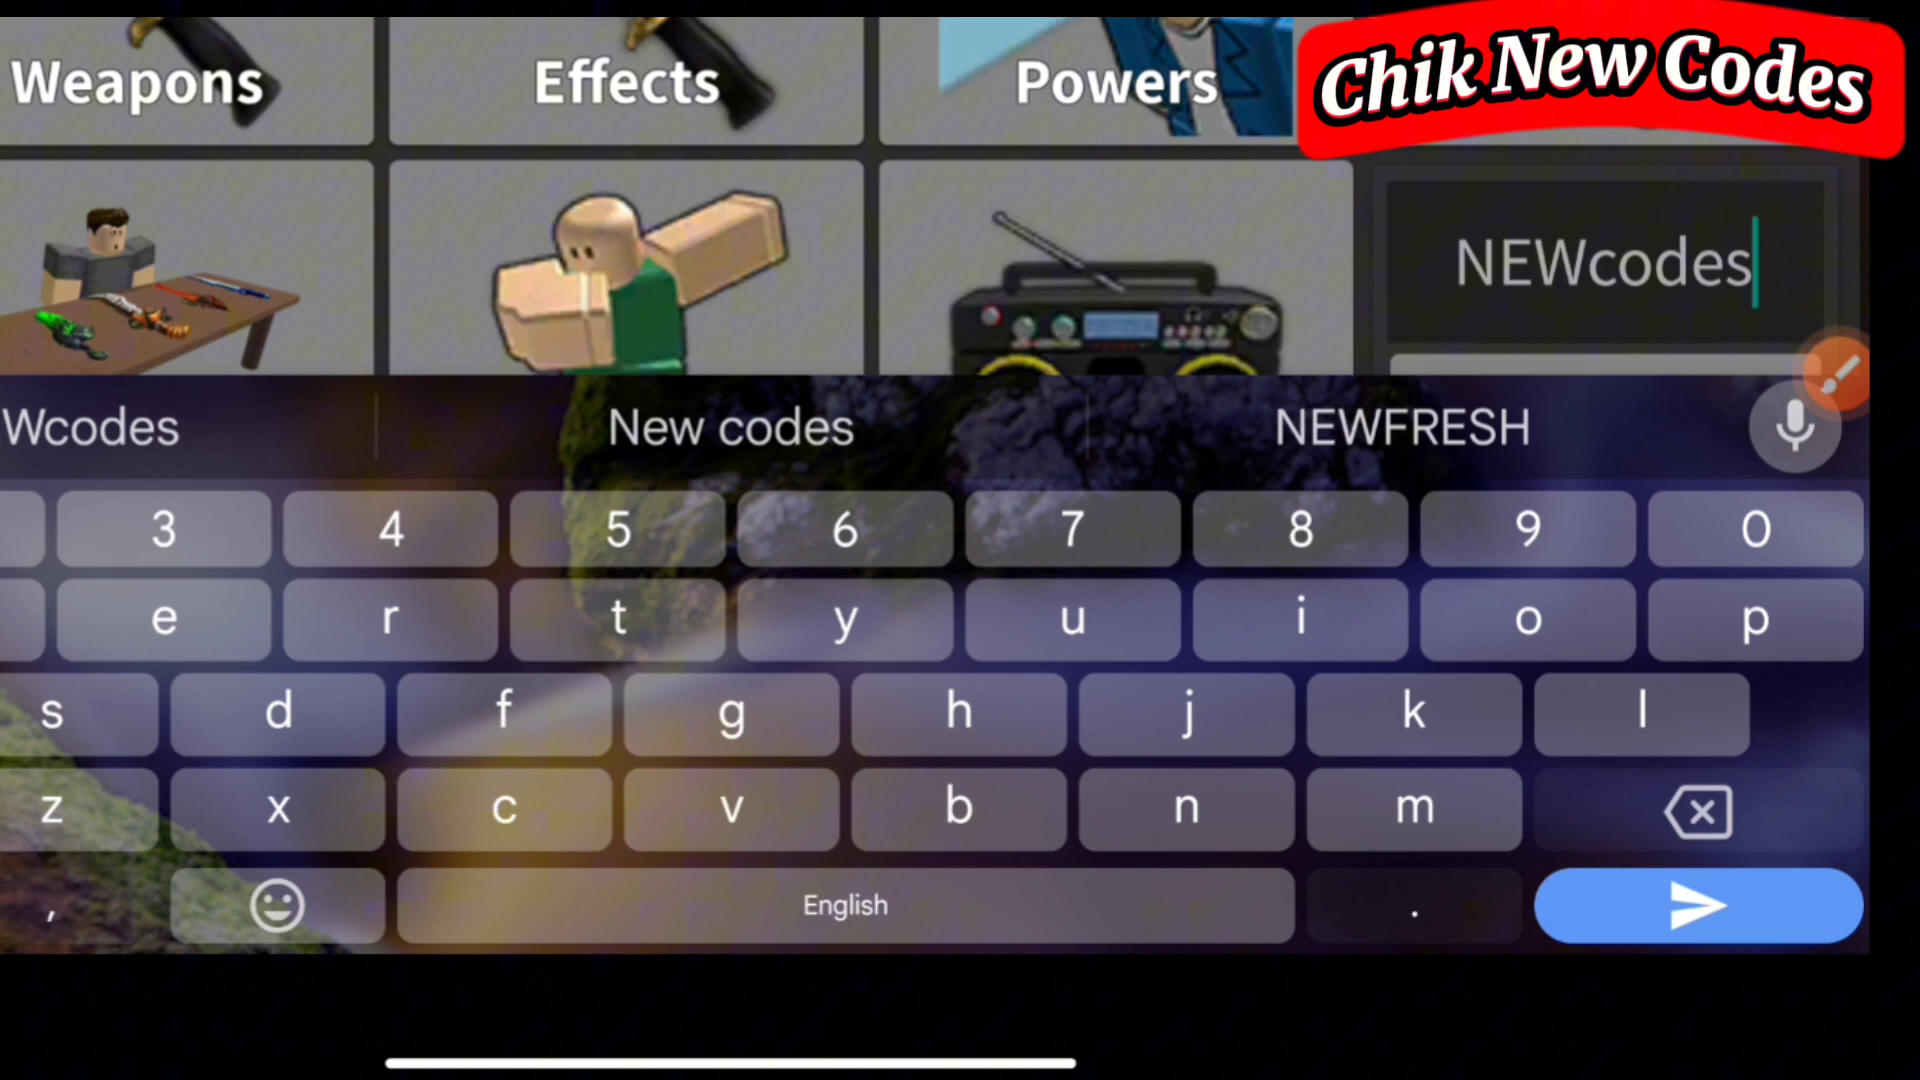 Weapons
Effects
Powers
Chik New Codes
NEWcodes
Wcodes
New codes
NEWFRESH
3 4 5 6 7 8 9 0
e r t y u i o p
s d f g h j k l
z x c v b n m
, English .